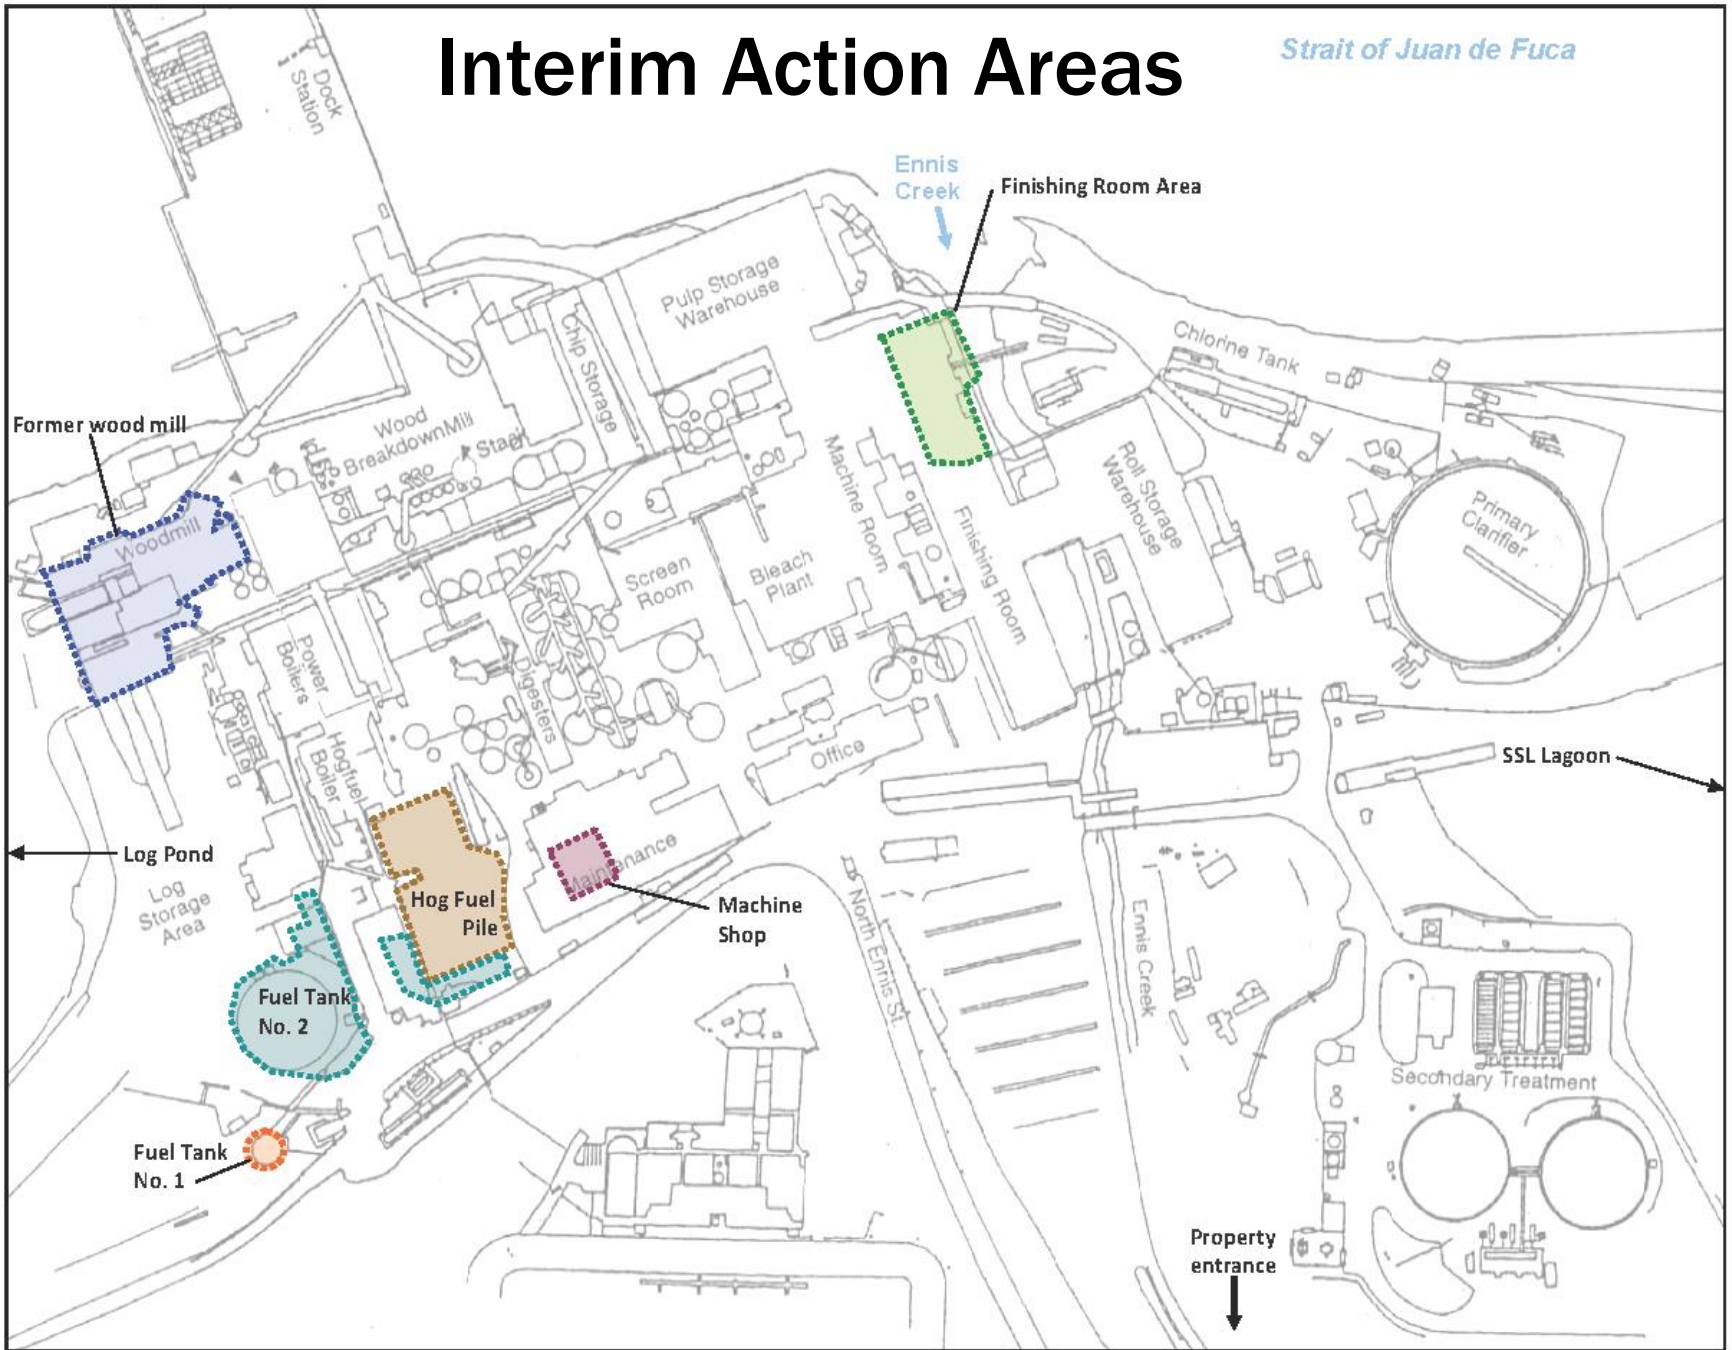 Interim Action Areas
Strait of Juan de Fuca
Dock
Station
Ennis
Creek
Finishing Room Area
Pulp Storage
Warehouse
Chip Storage
Chlorine Tank
Former wood mill
Wood
BreakdownMill
Stack
Woodmill
Machine Room
Roll Storage
Warehouse
Primary
Clarifier
Finishing Room
Screen
Room
Bleach
Plant
Power
Boilers
Digesters
Hogfuel
Boiler
Office
SSL Lagoon
Log Pond
Log
Storage
Area
Hog Fuel
Pile
Maintenance
Machine
Shop
North Ennis St.
Ennis Creek
Fuel Tank
No. 2
Secondary Treatment
Fuel Tank
No. 1
Property
entrance